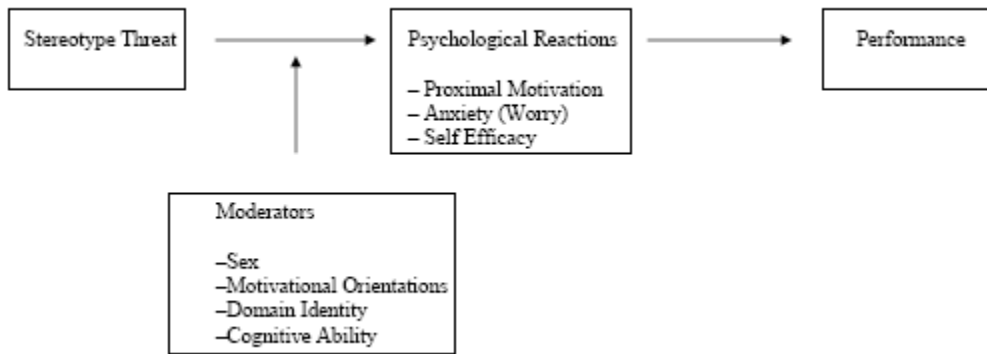 Stereotype Threat
Psychological Reactions
– Proximal Motivation
– Anxiety (Worry)
– Self Efficacy
Performance
Moderators
–Sex
–Motivational Orientations
–Domain Identity
–Cognitive Ability